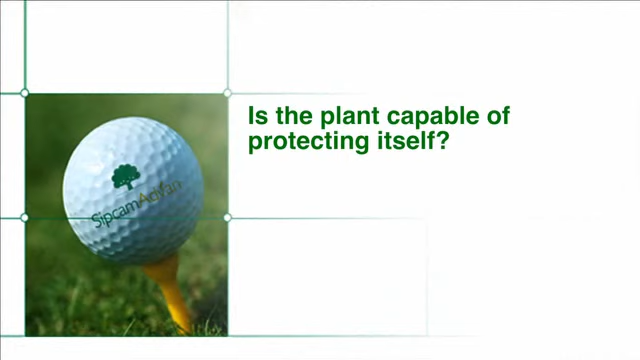 Is the plant capable of
protecting itself?
SipcamAdvan